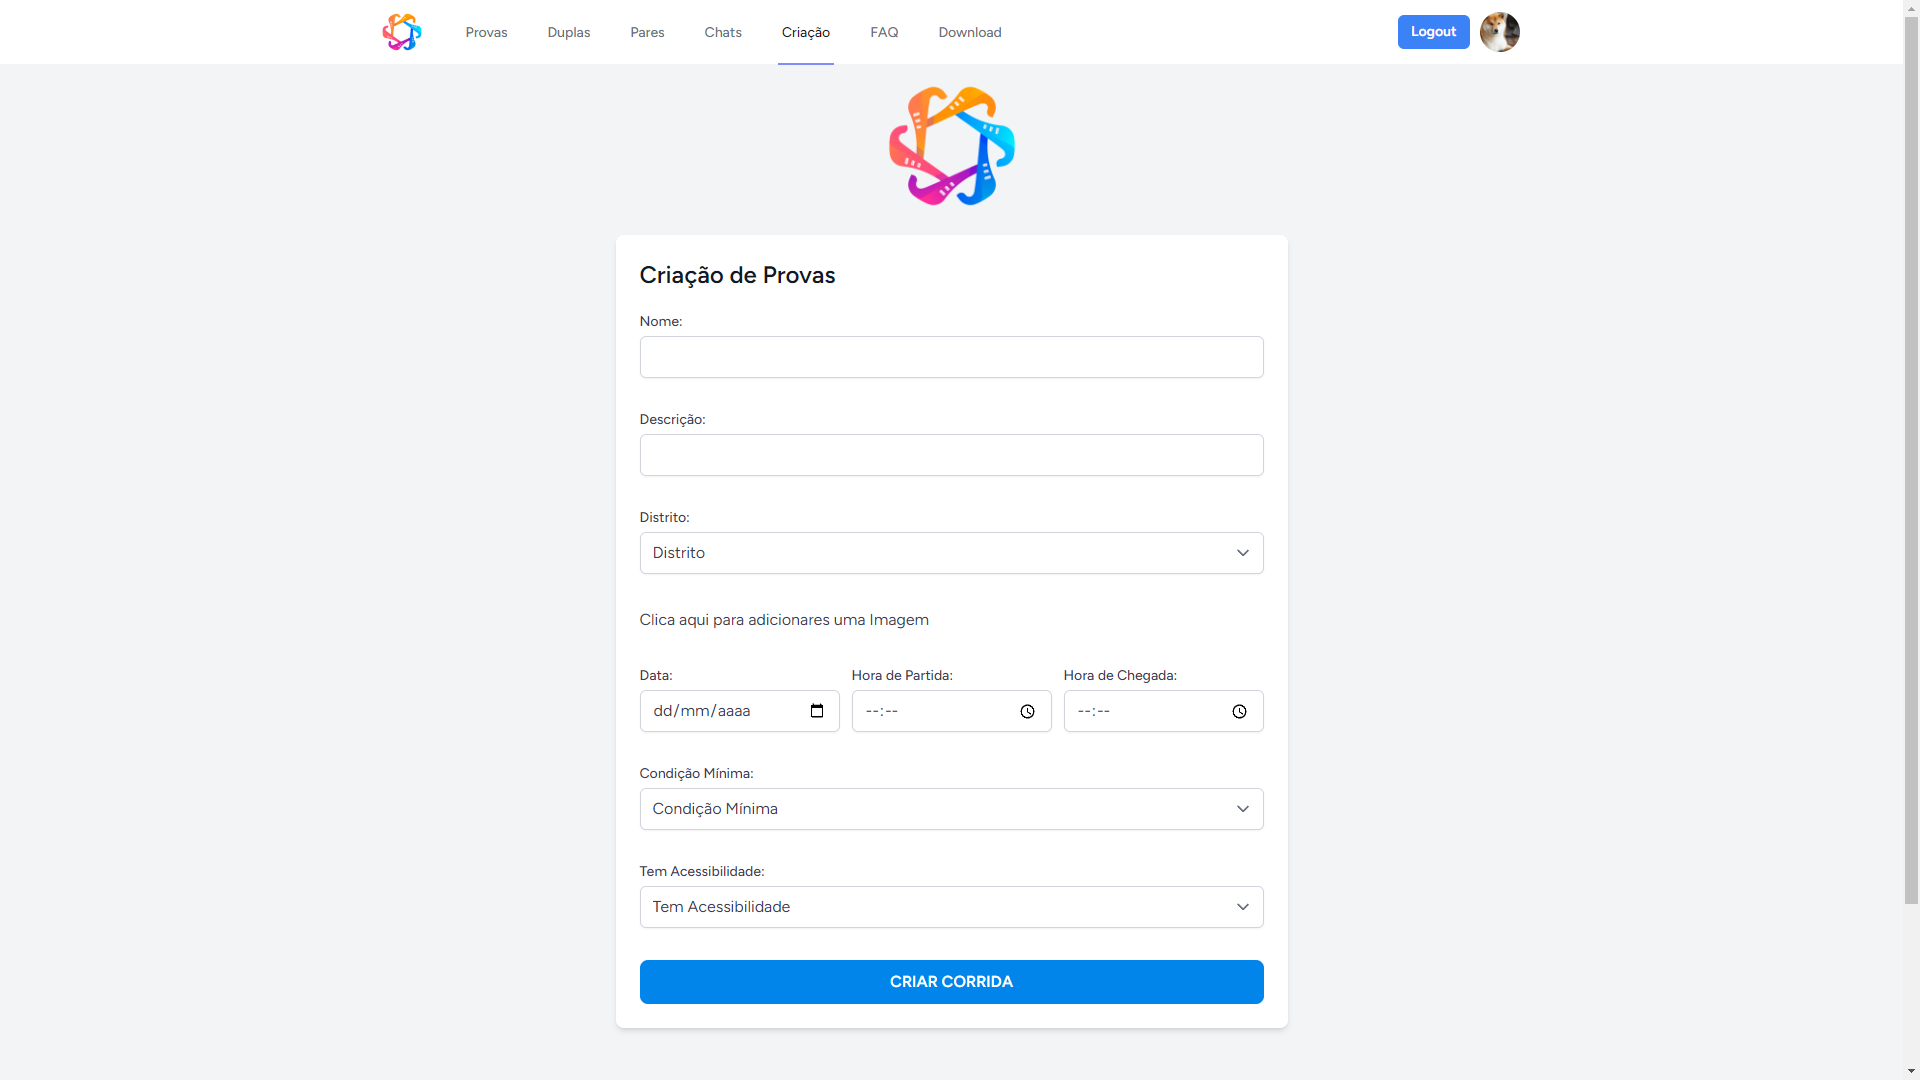 Provas Duplas Pares Chats Criação FAQ Download Logout
Criação de Provas
Nome:
Descrição:
Distrito:
Distrito
Clica aqui para adicionares uma Imagem
Data: Hora de Partida: Hora de Chegada:
dd/mm/aaaa --:-- --:--
Condição Mínima:
Condição Mínima
Tem Acessibilidade:
Tem Acessibilidade
CRIAR CORRIDA